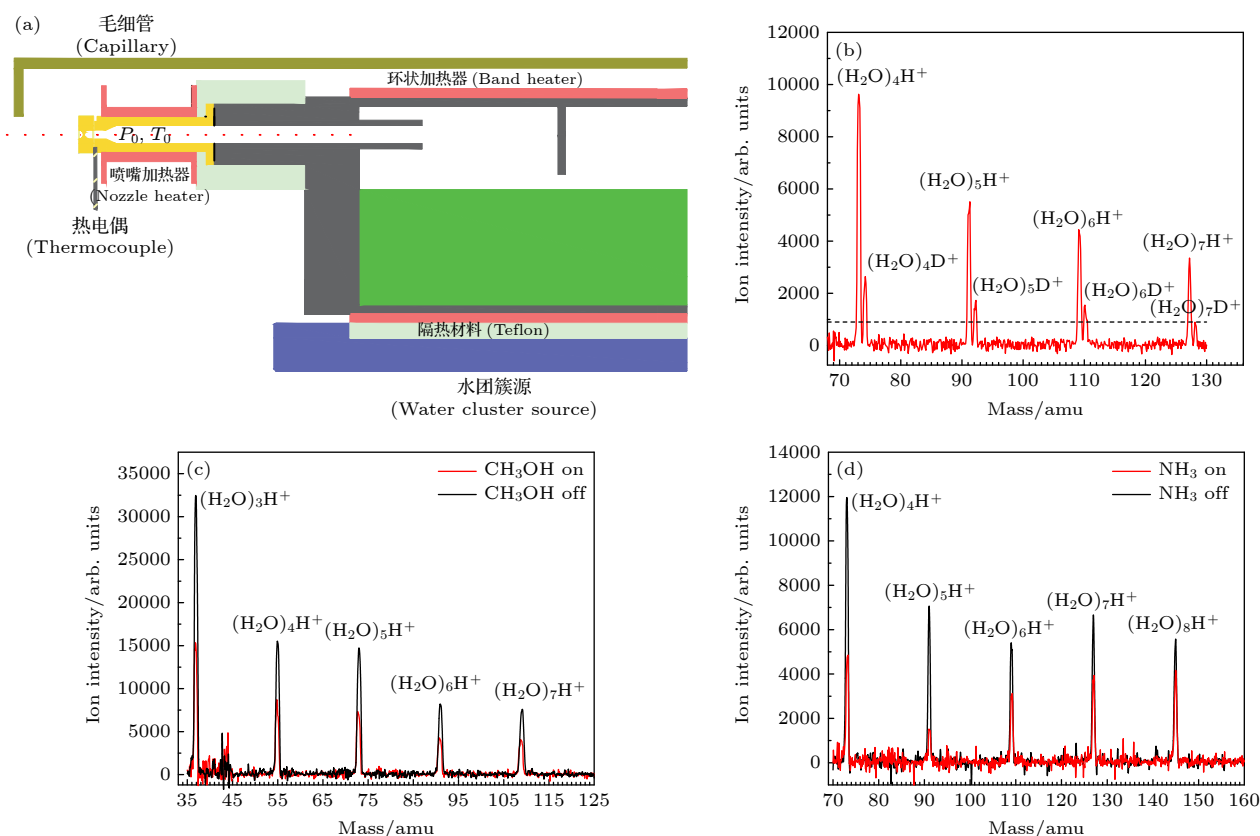 (a)
毛细管
(Capillary)
环状加热器 (Band heater)
P₀, T₀
喷嘴加热器
(Nozzle heater)
热电偶
(Thermocouple)
隔热材料 (Teflon)
水团簇源
(Water cluster source)
(b)
12000
10000
8000
6000
4000
2000
0
Ion intensity/arb. units
(H₂O)₄H⁺
(H₂O)₄D⁺
(H₂O)₅H⁺
(H₂O)₅D⁺
(H₂O)₆H⁺
(H₂O)₆D⁺
(H₂O)₇H⁺
(H₂O)₇D⁺
70 80 90 100 110 120 130
Mass/amu
(c)
CH₃OH on
CH₃OH off
35000
30000
25000
20000
15000
10000
5000
0
Ion intensity/arb. units
(H₂O)₃H⁺
(H₂O)₄H⁺
(H₂O)₅H⁺
(H₂O)₆H⁺
(H₂O)₇H⁺
35 45 55 65 75 85 95 105 115 125
Mass/amu
(d)
NH₃ on
NH₃ off
14000
12000
10000
8000
6000
4000
2000
0
Ion intensity/arb. units
(H₂O)₄H⁺
(H₂O)₅H⁺
(H₂O)₆H⁺
(H₂O)₇H⁺
(H₂O)₈H⁺
70 80 90 100 110 120 130 140 150 160
Mass/amu